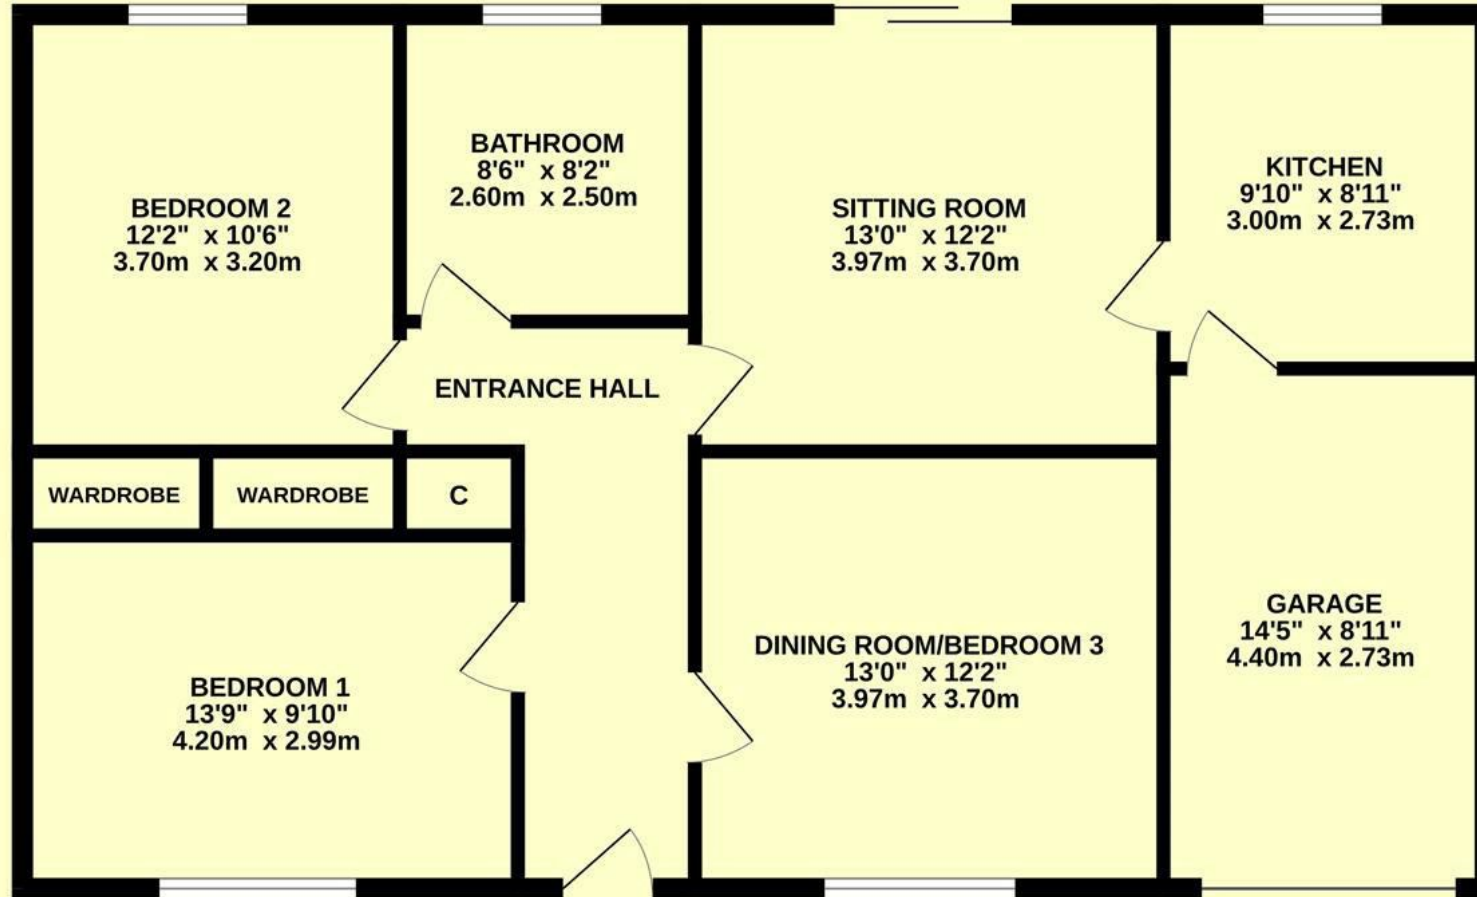 BEDROOM 2
12'2" x 10'6"
3.70m x 3.20m
BATHROOM
8'6" x 8'2"
2.60m x 2.50m
SITTING ROOM
13'0" x 12'2"
3.97m x 3.70m
KITCHEN
9'10" x 8'11"
3.00m x 2.73m
ENTRANCE HALL
WARDROBE
WARDROBE
C
BEDROOM 1
13'9" x 9'10"
4.20m x 2.99m
DINING ROOM/BEDROOM 3
13'0" x 12'2"
3.97m x 3.70m
GARAGE
14'5" x 8'11"
4.40m x 2.73m